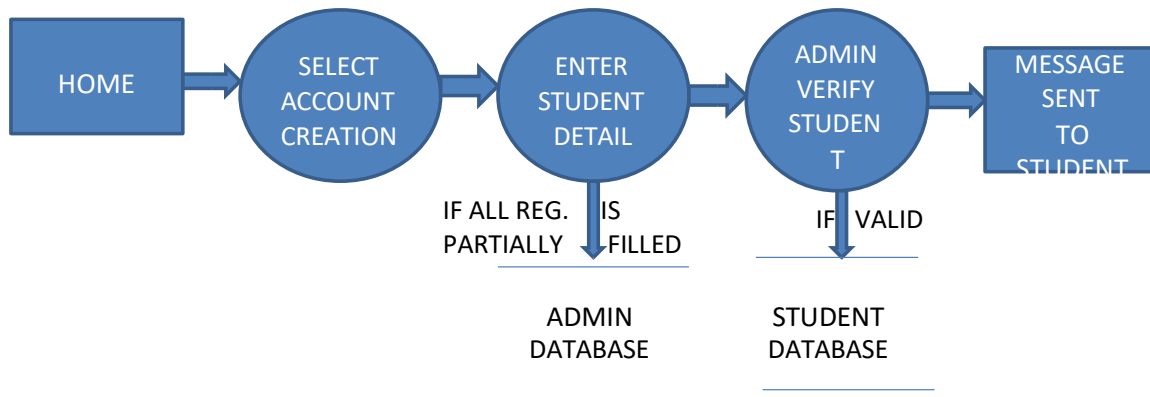 HOME
SELECT
ACCOUNT
CREATION
ENTER
STUDENT
DETAIL
ADMIN
VERIFY
STUDEN
T
MESSAGE
SENT
TO
STUDENT
IF ALL REG. IS
PARTIALLY FILLED
IF VALID
ADMIN
DATABASE
STUDENT
DATABASE